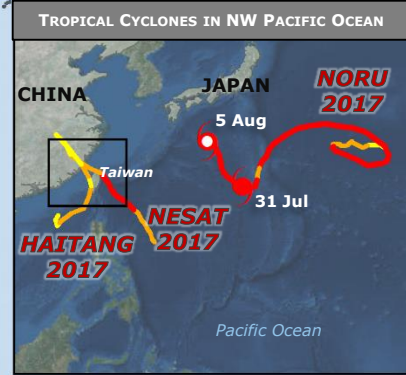 TROPICAL CYCLONES IN NW PACIFIC OCEAN
JAPAN
NORU
2017
CHINA
5 Aug
Taiwan
31 Jul
NESAT
2017
HAITANG
2017
Pacific Ocean